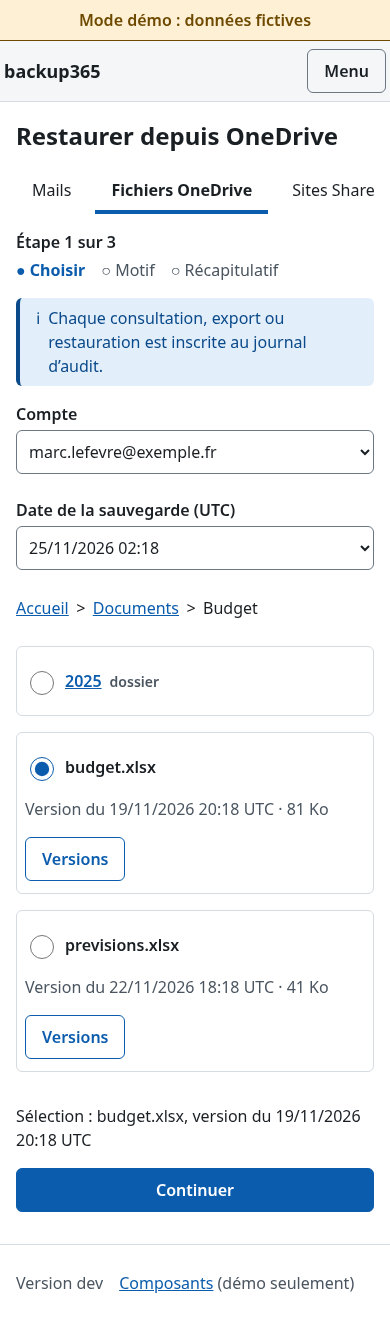 Mode démo : données fictives
backup365
Menu
Restaurer depuis OneDrive
Mails Fichiers OneDrive Sites Share
Étape 1 sur 3
● Choisir ○ Motif ○ Récapitulatif
i Chaque consultation, export ou
restauration est inscrite au journal
d’audit.
Compte
marc.lefevre@exemple.fr
Date de la sauvegarde (UTC)
25/11/2026 02:18
Accueil > Documents > Budget
2025 dossier
budget.xlsx
Version du 19/11/2026 20:18 UTC · 81 Ko
Versions
previsions.xlsx
Version du 22/11/2026 18:18 UTC · 41 Ko
Versions
Sélection : budget.xlsx, version du 19/11/2026
20:18 UTC
Continuer
Version dev Composants (démo seulement)